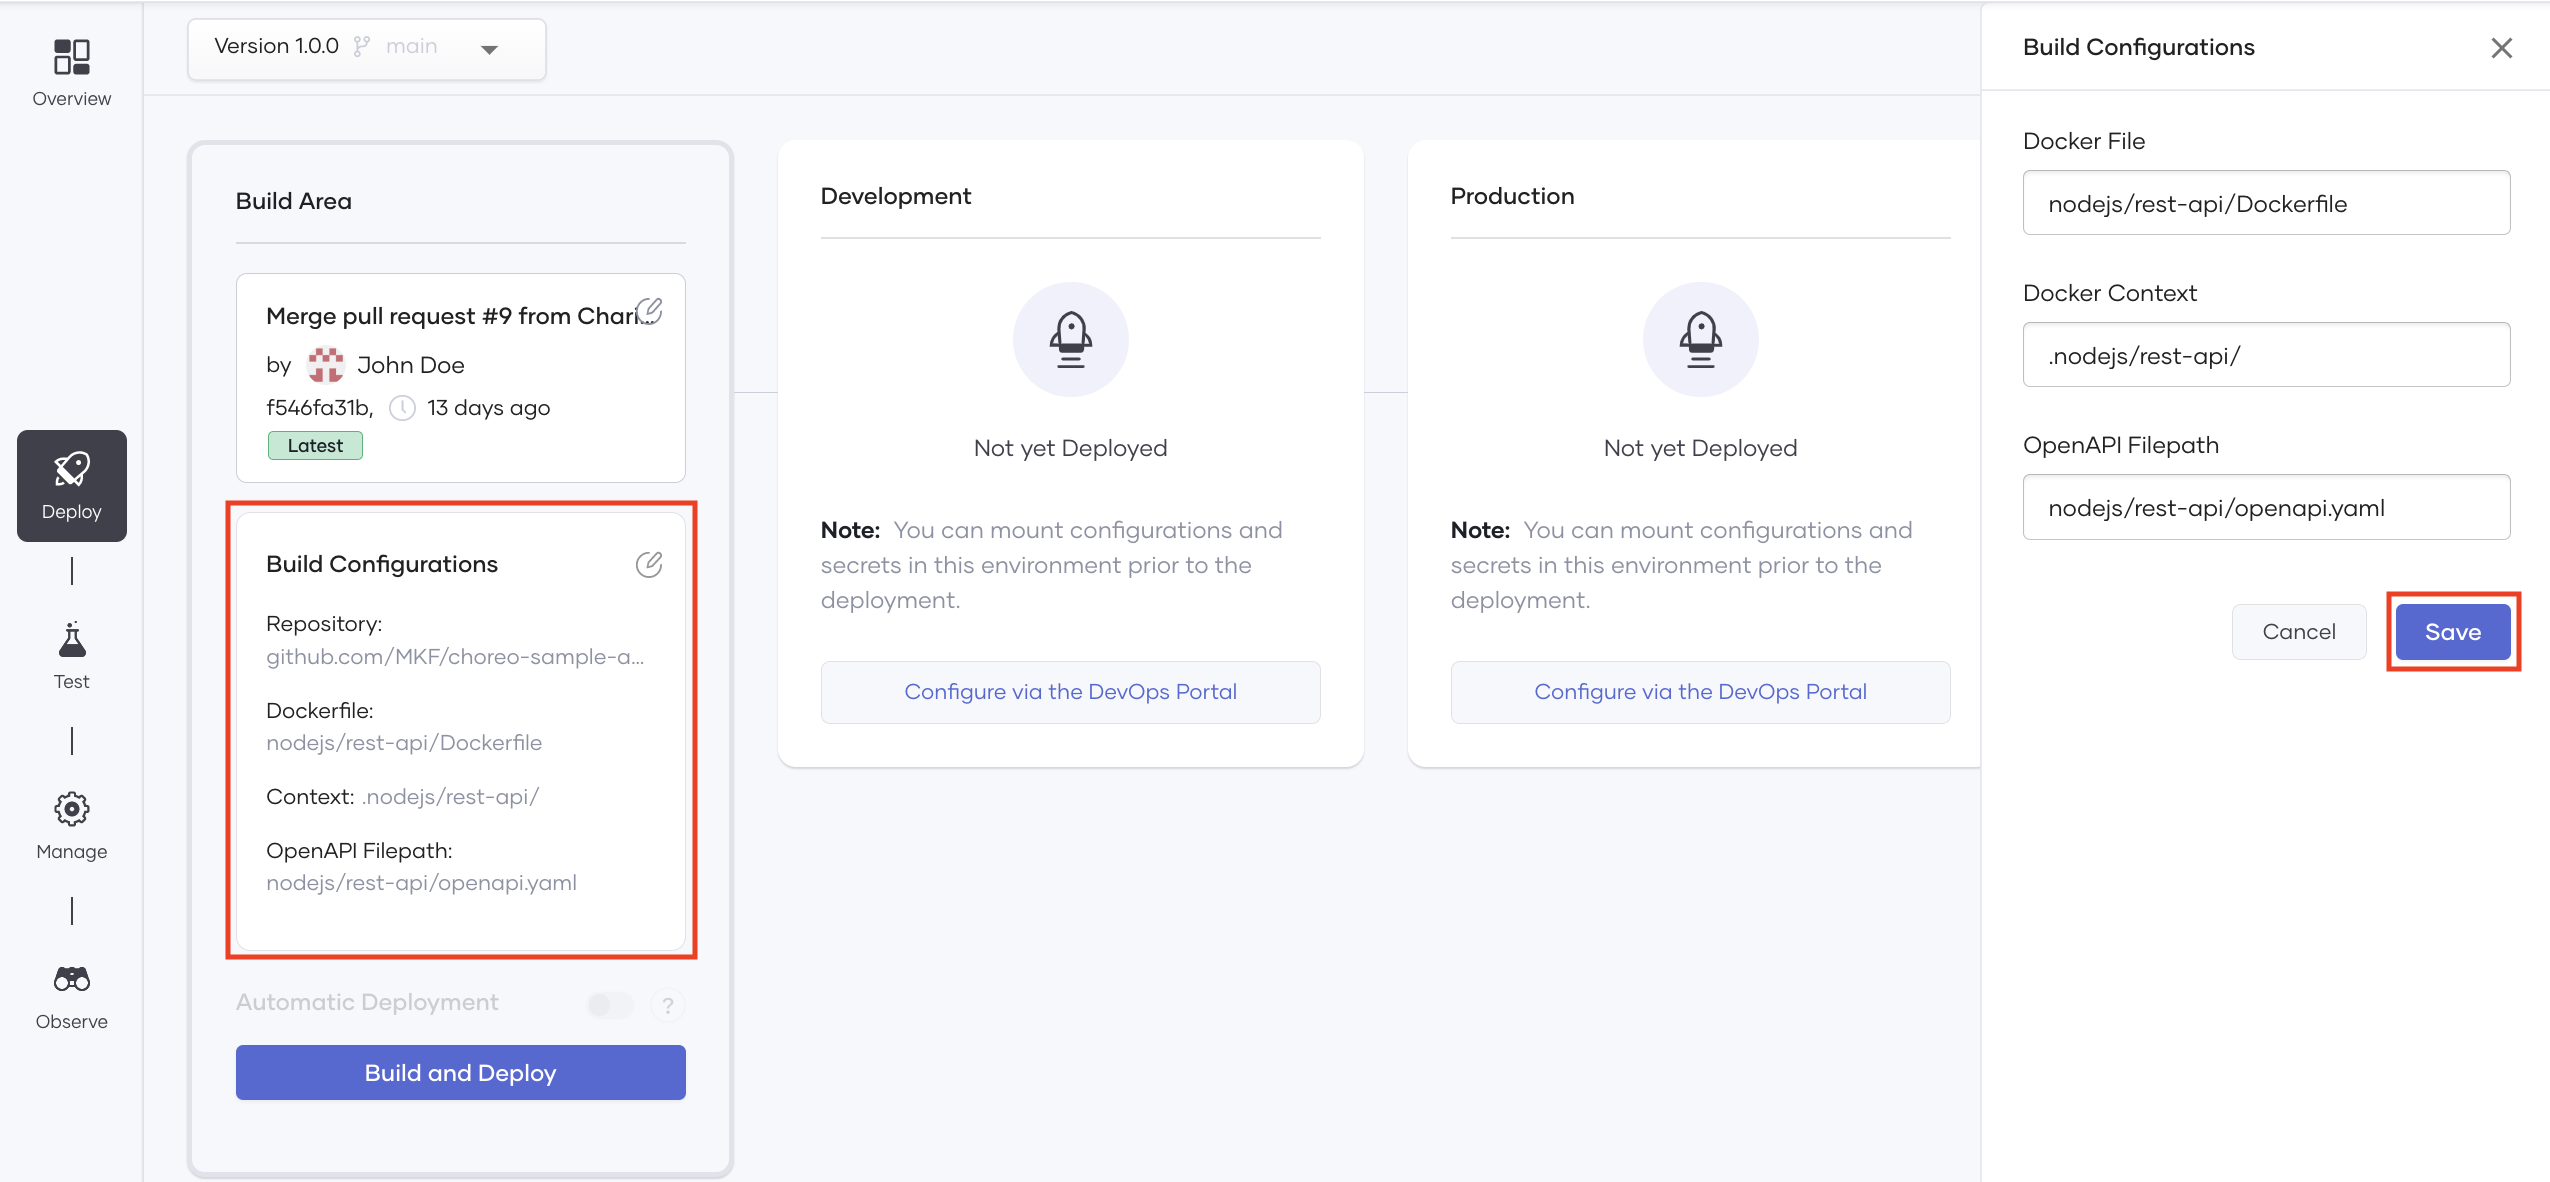 Overview
Deploy
Test
Manage
Observe
Version 1.0.0 main
Build Area
Merge pull request #9 from Chari...
by John Doe
f546fa31b, 13 days ago
Latest
Build Configurations
Repository:
github.com/MKF/choreo-sample-a...
Dockerfile:
nodejs/rest-api/Dockerfile
Context: .nodejs/rest-api/
OpenAPI Filepath:
nodejs/rest-api/openapi.yaml
Automatic Deployment ?
Build and Deploy
Development
Not yet Deployed
Note: You can mount configurations and
secrets in this environment prior to the
deployment.
Configure via the DevOps Portal
Production
Not yet Deployed
Note: You can mount configurations and
secrets in this environment prior to the
deployment.
Configure via the DevOps Portal
Build Configurations
Docker File
nodejs/rest-api/Dockerfile
Docker Context
.nodejs/rest-api/
OpenAPI Filepath
nodejs/rest-api/openapi.yaml
Cancel
Save